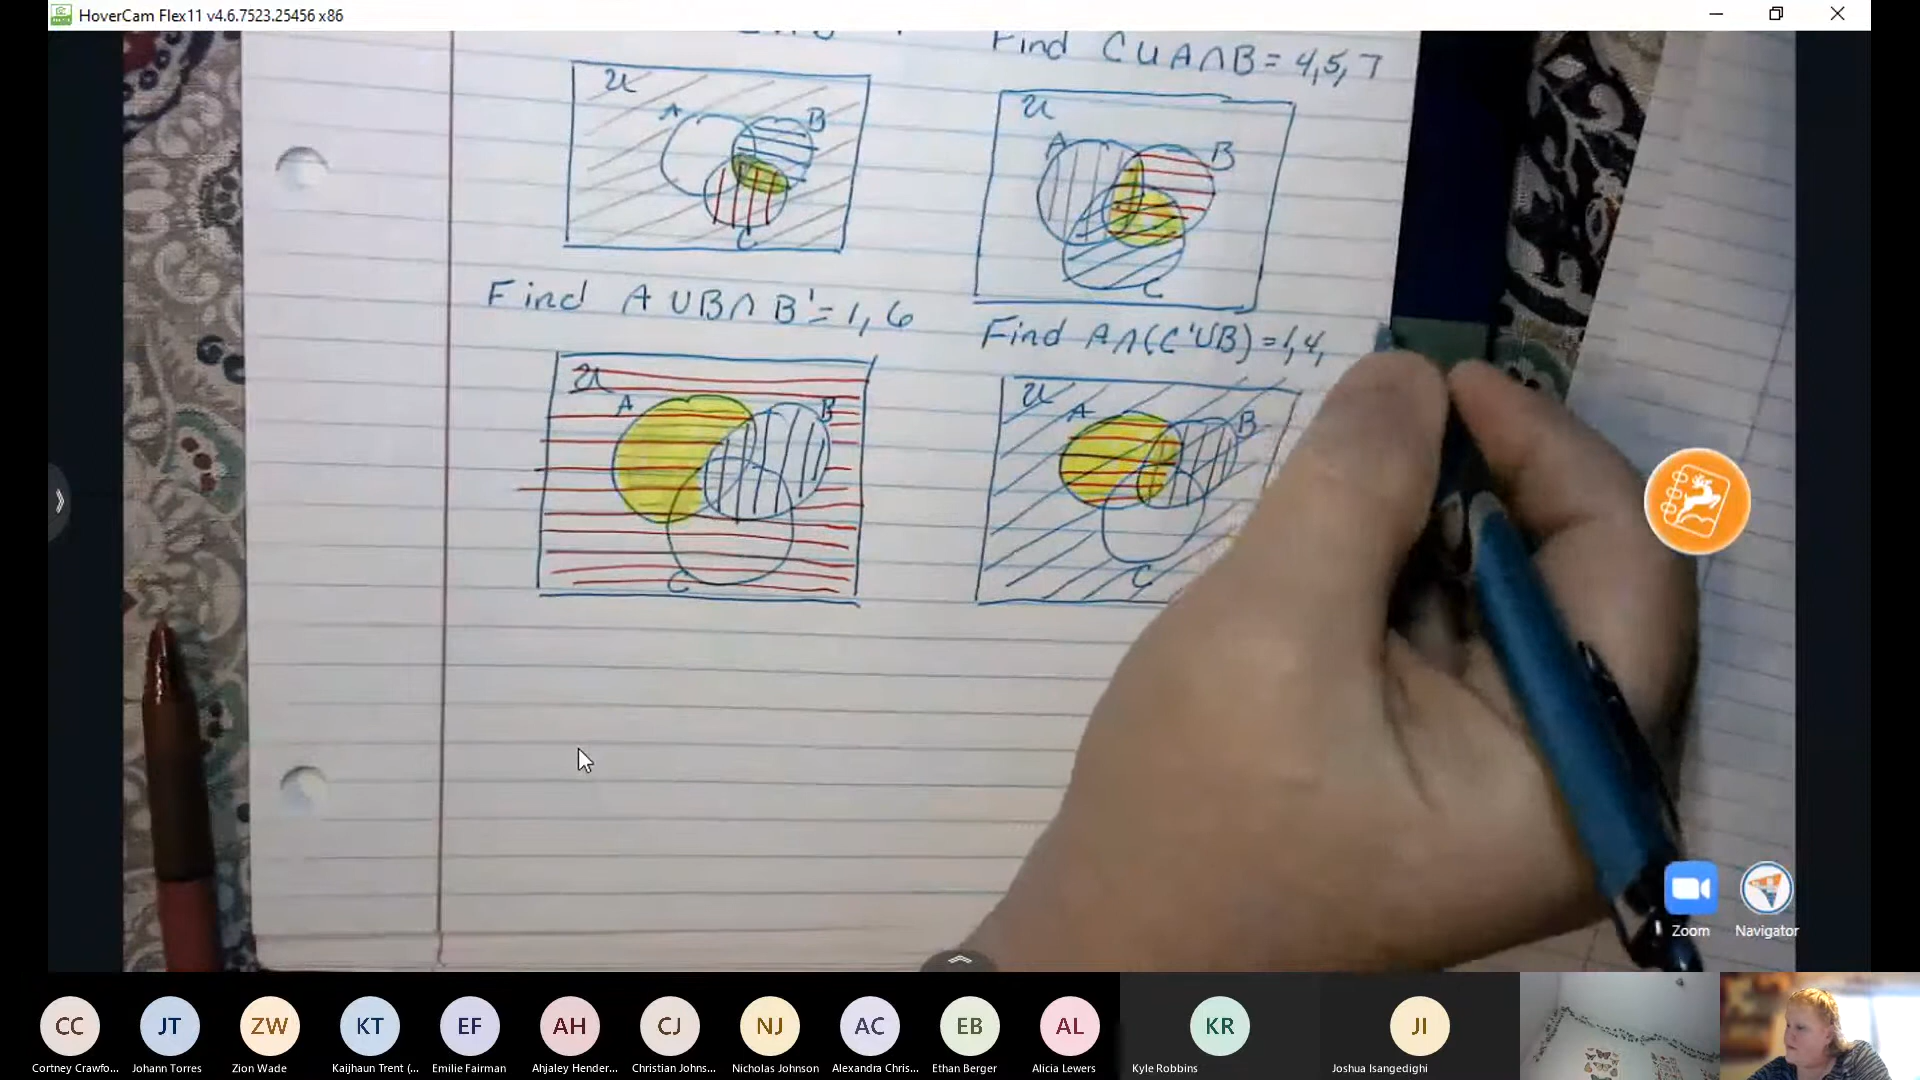 HoverCam Flex11 v4.6.7523.25456 x86
Find C U A ∩ B = 4,5,7
U
A
B
C
U
A
B
C
Find A U B ∩ B' = 1, 6
Find A ∩ (C' U B) = 1, 4,
U
A
B
C
U
A
B
C
Zoom
Navigator
CC
JT
ZW
KT
EF
AH
CJ
NJ
AC
EB
AL
KR
JI
Cortney Crawfo...
Johann Torres
Zion Wade
Kaijhaun Trent (...
Emilie Fairman
Ahjaley Hender...
Christian Johns...
Nicholas Johnson
Alexandra Chris...
Ethan Berger
Alicia Lewers
Kyle Robbins
Joshua Isangedighi